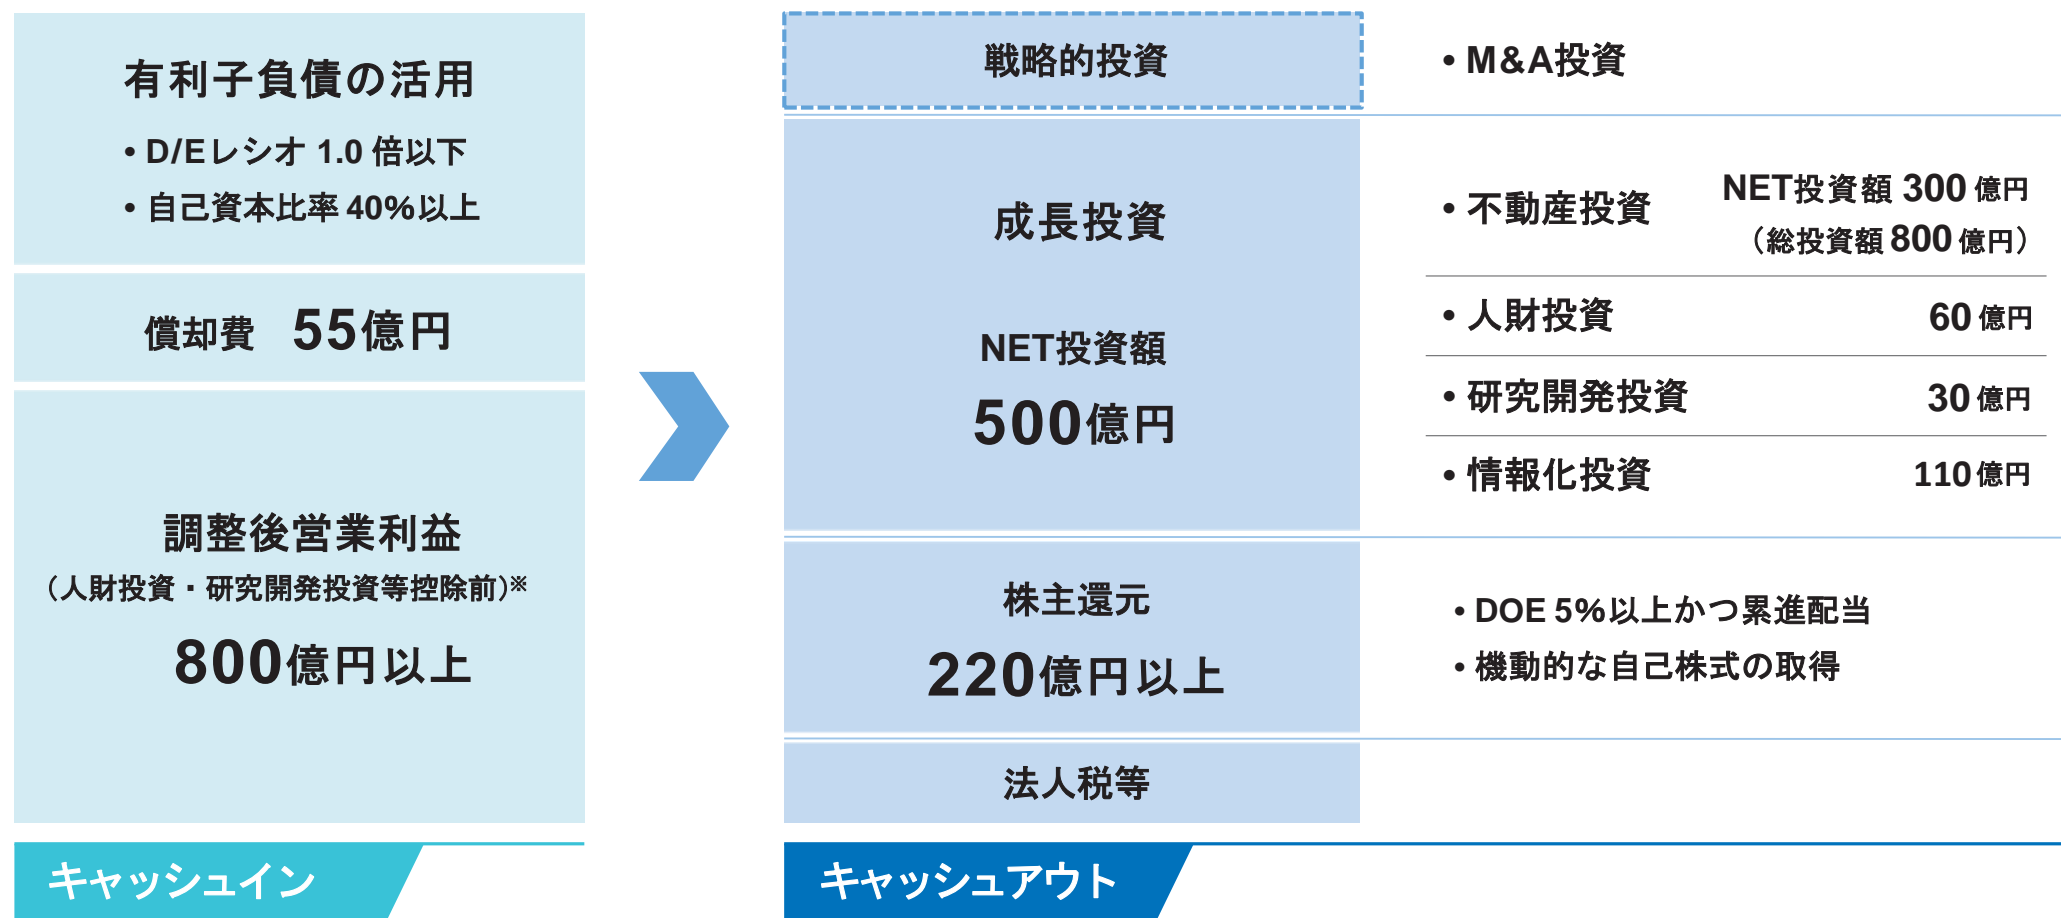 有利子負債の活用
• D/Eレシオ 1.0 倍以下
• 自己資本比率 40%以上
償却費 55億円
調整後営業利益
（人財投資・研究開発投資等控除前）※
800億円以上
キャッシュイン
戦略的投資
• M&A投資
成長投資
NET投資額
500億円
• 不動産投資 NET投資額 300 億円
（総投資額 800 億円）
• 人財投資 60 億円
• 研究開発投資 30 億円
• 情報化投資 110 億円
株主還元
220億円以上
• DOE 5%以上かつ累進配当
• 機動的な自己株式の取得
法人税等
キャッシュアウト